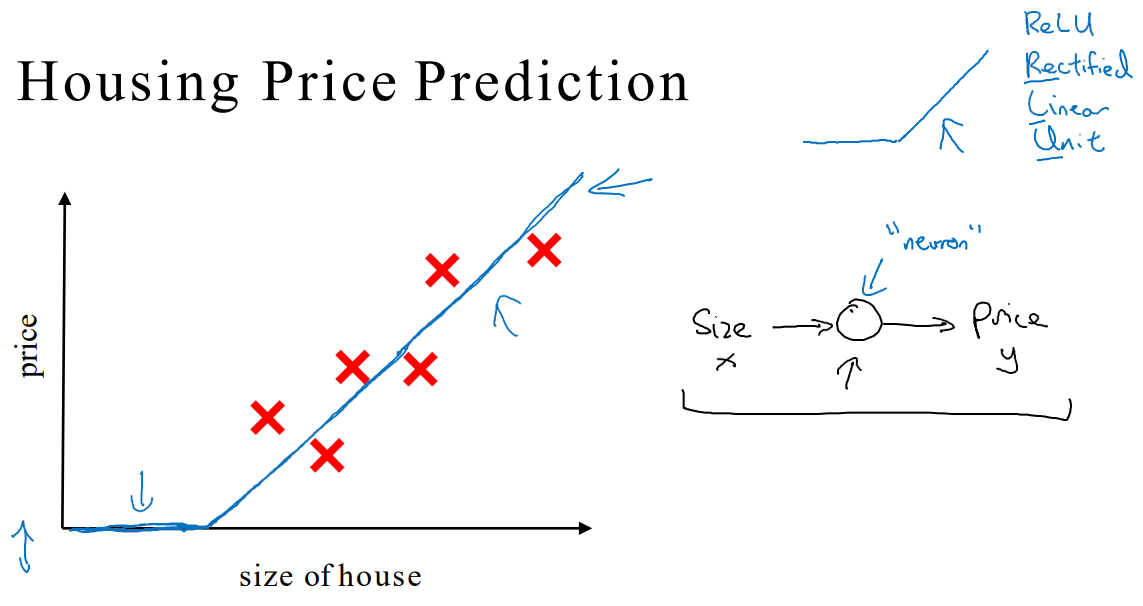 Housing Price Prediction
ReLU
Rectified
Linear
Unit
price
size of house
"neuron"
Size
x
Price
y